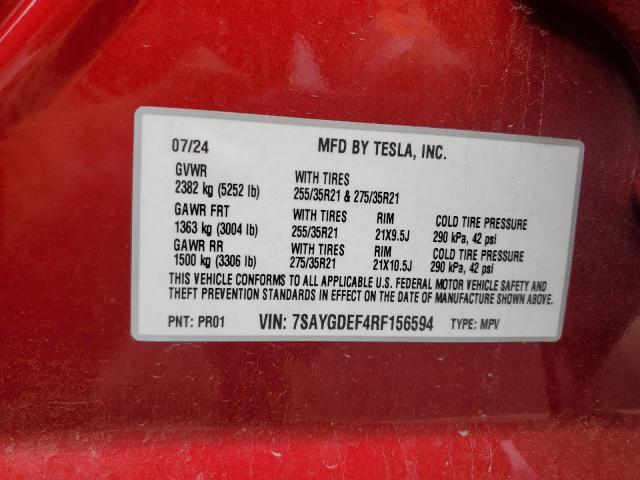 07/24 MFD BY TESLA, INC.
GVWR
2382 kg (5252 lb) WITH TIRES
255/35R21 & 275/35R21
GAWR FRT WITH TIRES RIM COLD TIRE PRESSURE
1363 kg (3004 lb) 255/35R21 21X9.5J 290 kPa, 42 psi
GAWR RR WITH TIRES RIM COLD TIRE PRESSURE
1500 kg (3306 lb) 275/35R21 21X10.5J 290 kPa, 42 psi
THIS VEHICLE CONFORMS TO ALL APPLICABLE U.S. FEDERAL MOTOR VEHICLE SAFETY AND
THEFT PREVENTION STANDARDS IN EFFECT ON THE DATE OF MANUFACTURE SHOWN ABOVE.
PNT: PR01 VIN: 7SAYGDEF4RF156594 TYPE: MPV